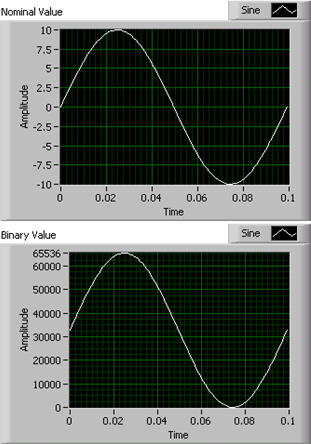 Nominal Value
Sine
10
7.5
5
2.5
0
-2.5
-5
-7.5
-10
Amplitude
0 0.02 0.04 0.06 0.08 0.1
Time
Binary Value
Sine
65536
60000
50000
40000
30000
20000
10000
0
Amplitude
0 0.02 0.04 0.06 0.08 0.1
Time